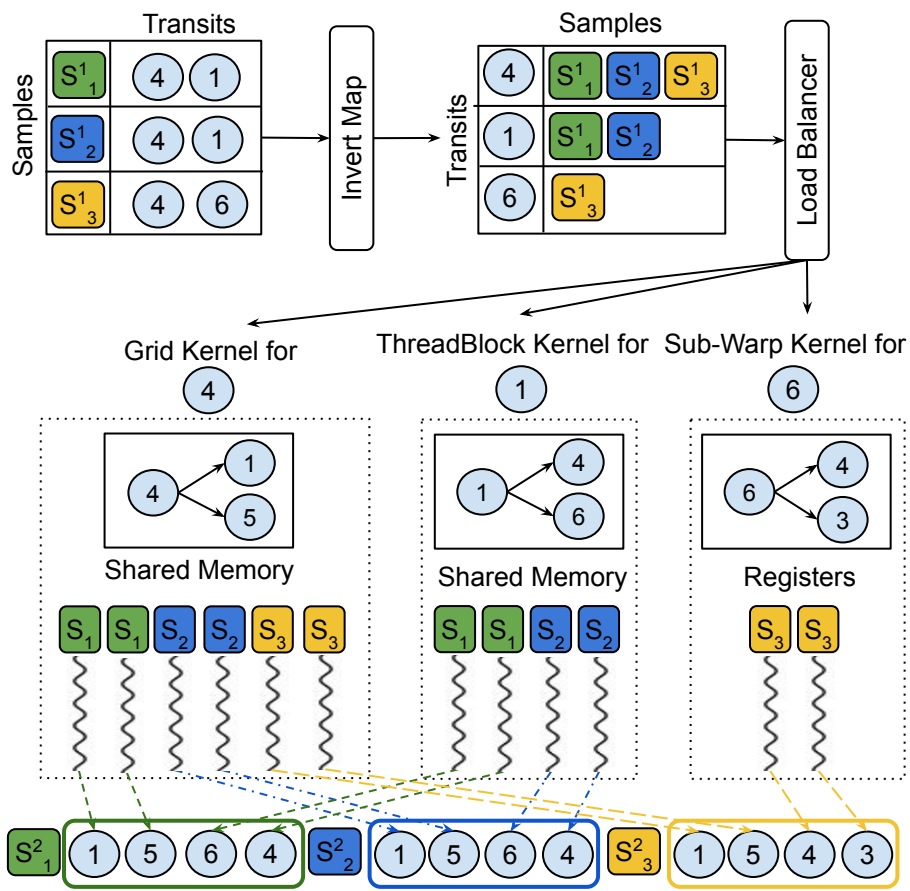 Transits
Samples
S¹₁ 4 1
S¹₂ 4 1
S¹₃ 4 6
Invert Map
Samples
Transits
4 S¹₁ S¹₂ S¹₃
1 S¹₁ S¹₂
6 S¹₃
Load Balancer
Grid Kernel for
4
ThreadBlock Kernel for
1
Sub-Warp Kernel for
6
4 1 5
Shared Memory
1 4 6
Shared Memory
6 4 3
Registers
S₁ S₁ S₂ S₂ S₃ S₃
S₁ S₁ S₂ S₂
S₃ S₃
S²₁ 1 5 6 4
S²₂ 1 5 6 4
S²₃ 1 5 4 3